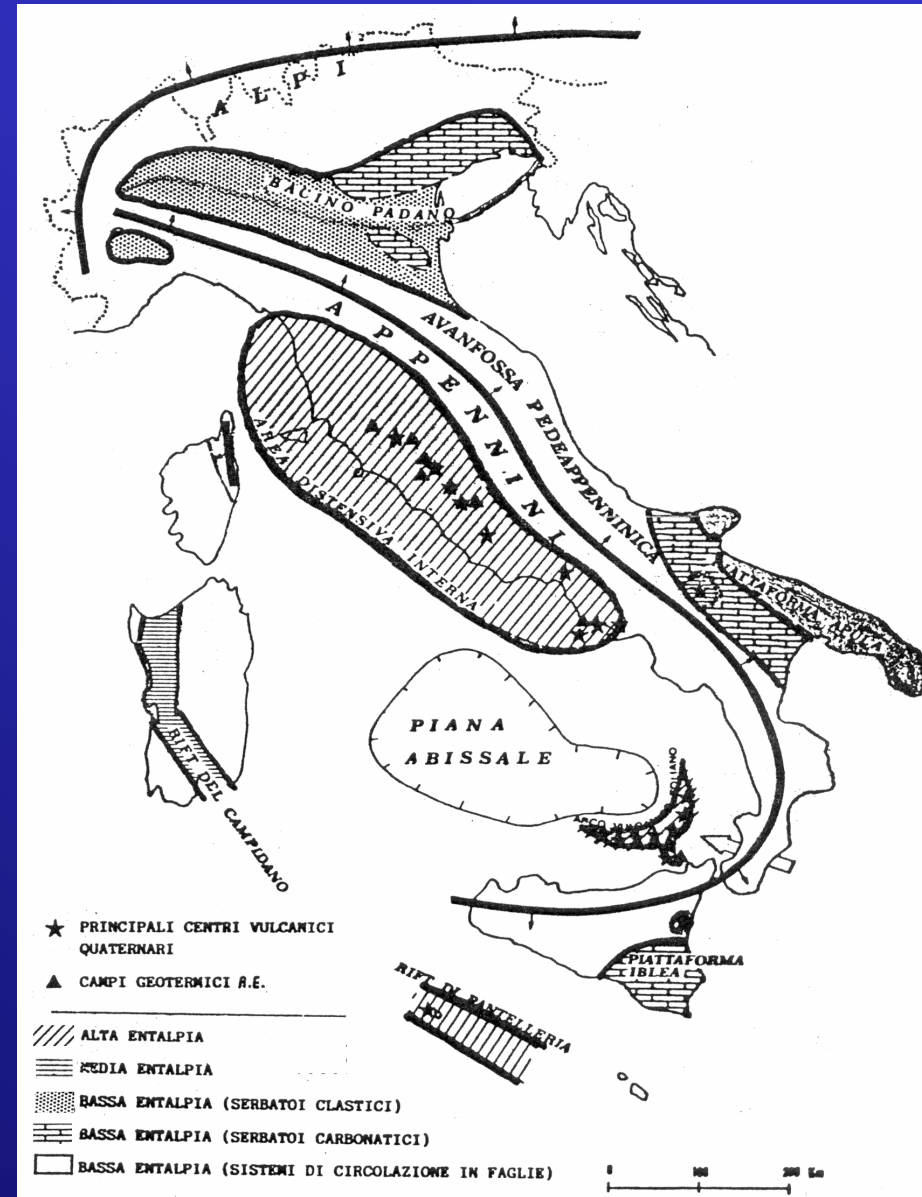 ALPI
BACINO PADANO
APPENNINI
AVANFOSSA PEDEAPPENNINICA
AREA DISTENSIVA INTERNA
IATTAFORMA APULA
PIANA
ABISSALE
RIFT DEL CAMPIDANO
ARCO
PIATTAFORMA
IBLEA
RIFT DI PANTELLERIA
PRINCIPALI CENTRI VULCANICI
QUATERNARI
CAMPI GEOTERMICI A.E.
ALTA ENTALPIA
MEDIA ENTALPIA
BASSA ENTALPIA (SERBATOI CLASTICI)
BASSA ENTALPIA (SERBATOI CARBONATICI)
BASSA ENTALPIA (SISTEMI DI CIRCOLAZIONE IN FAGLIE)
0 100 200 Km